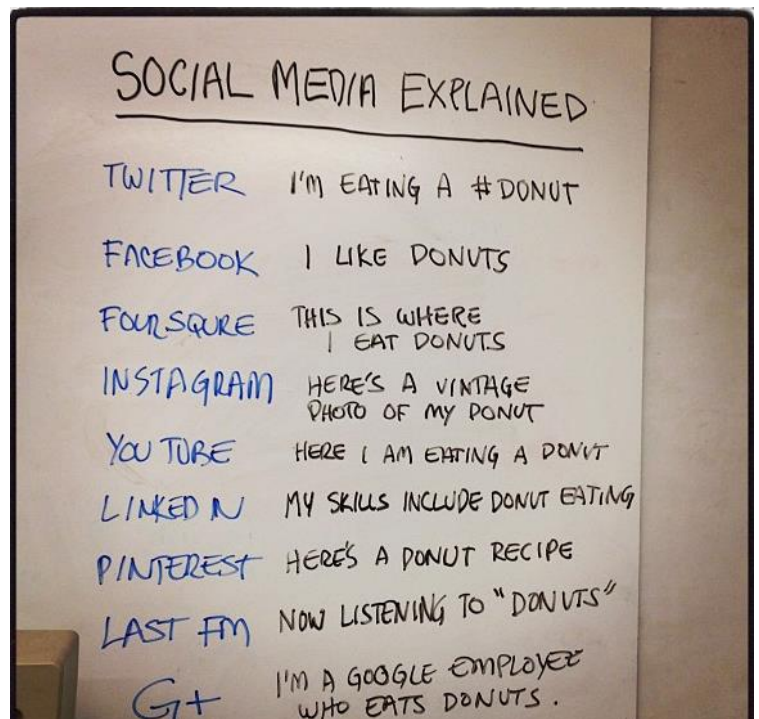 SOCIAL MEDIA EXPLAINED
TWITTER I'M EATING A #DONUT
FACEBOOK I LIKE DONUTS
FOURSQURE THIS IS WHERE
I EAT DONUTS
INSTAGRAM HERE'S A VINTAGE
PHOTO OF MY DONUT
YOU TUBE HERE I AM EATING A DONUT
LINKED IN MY SKILLS INCLUDE DONUT EATING
PINTEREST HERE'S A DONUT RECIPE
LAST FM NOW LISTENING TO "DONUTS"
G+ I'M A GOOGLE EMPLOYEE
WHO EATS DONUTS.